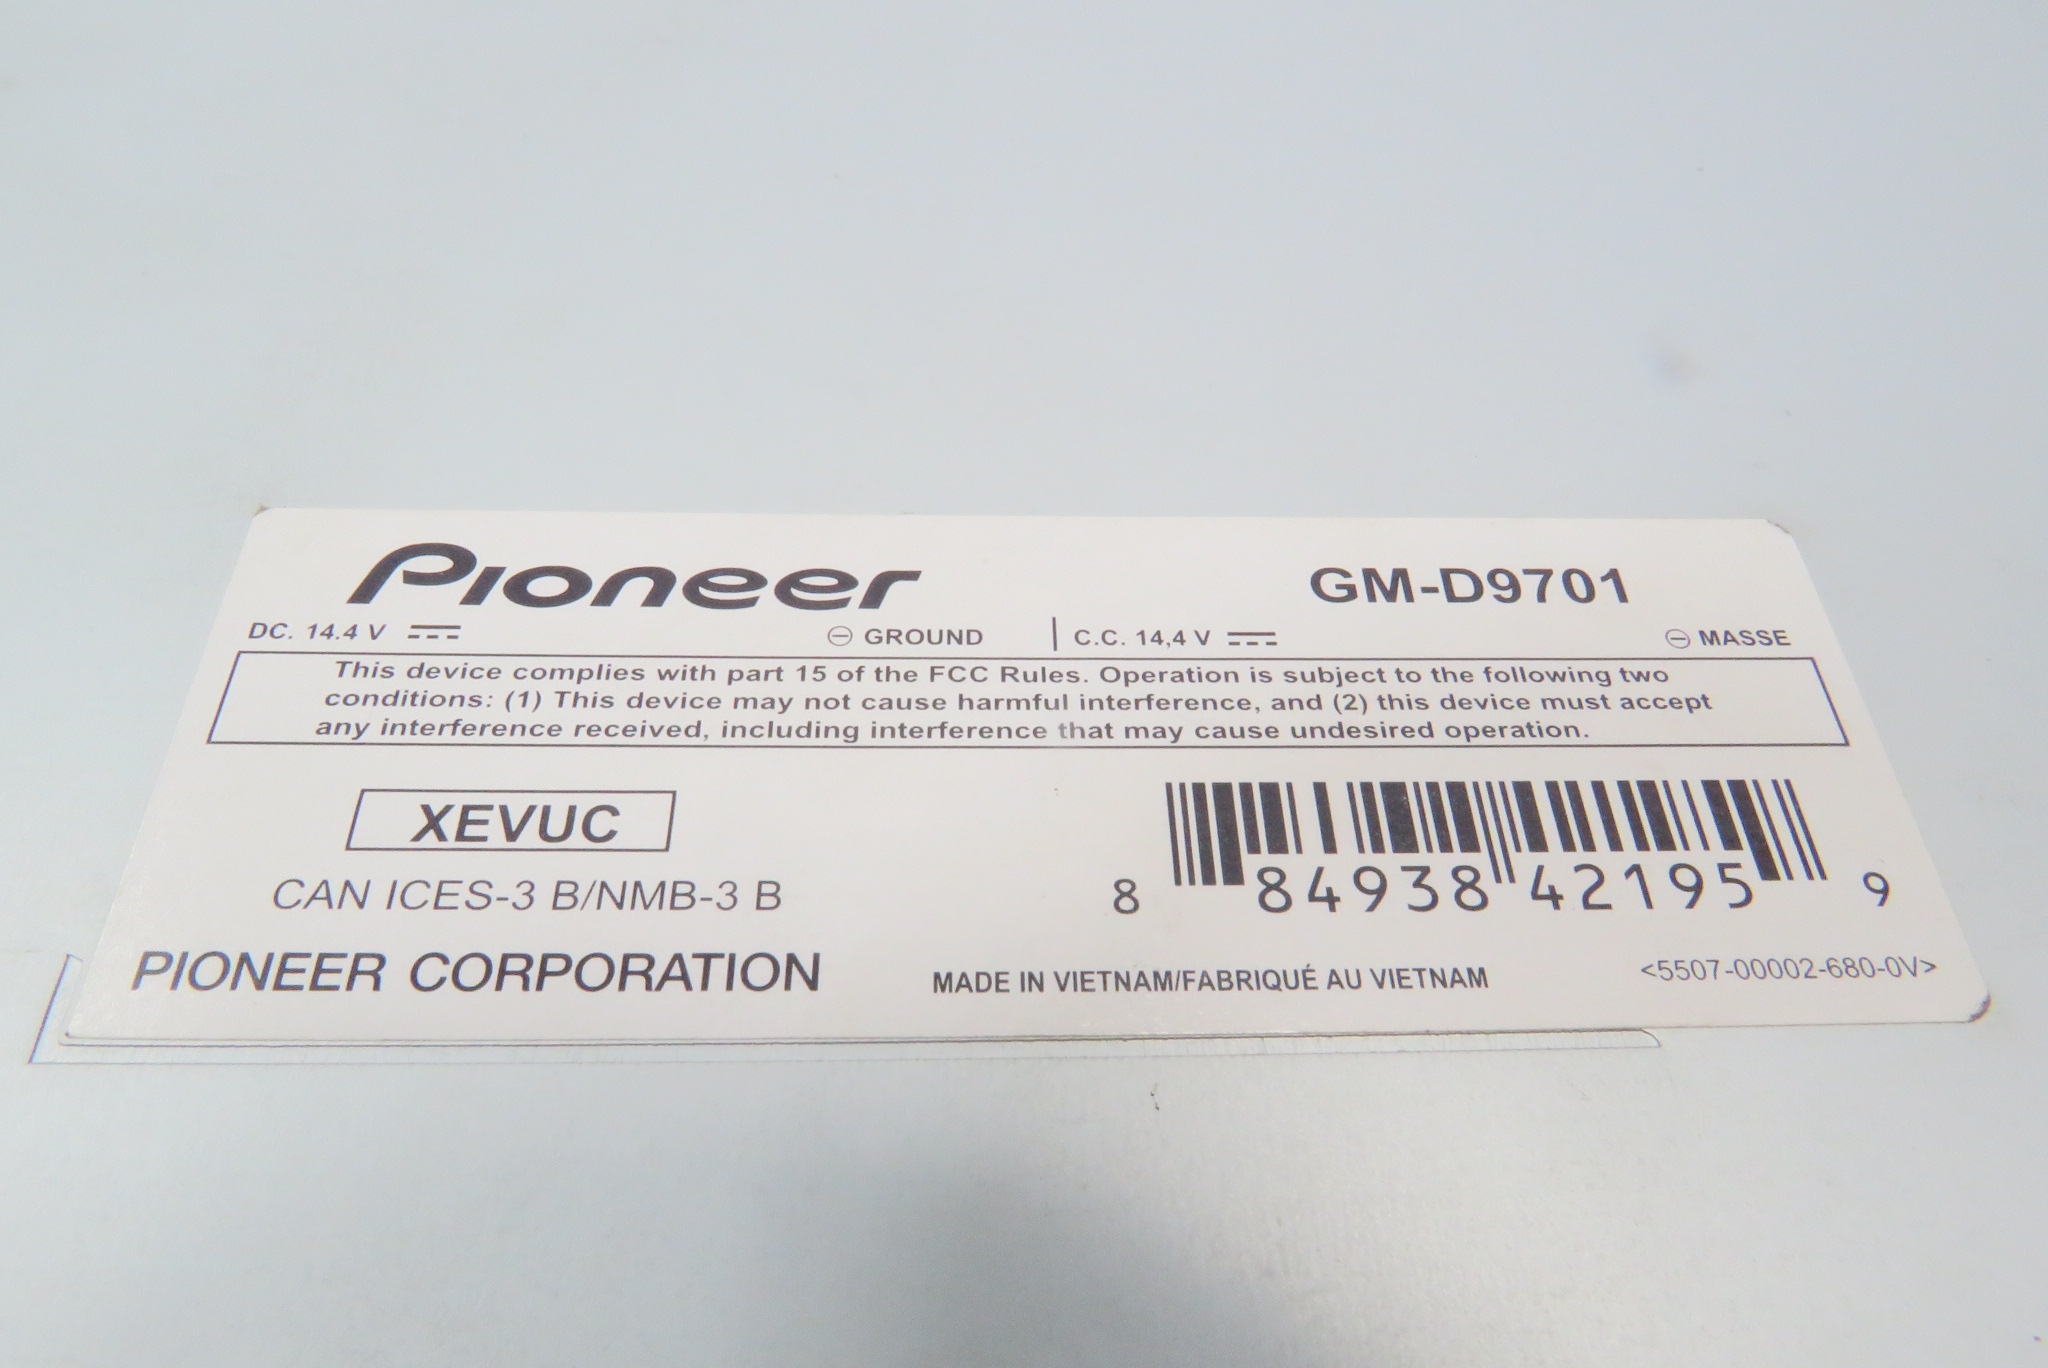 Pioneer
GM-D9701
DC. 14.4 V ⎓ ⊖ GROUND | C.C. 14,4 V ⎓ ⊖ MASSE
This device complies with part 15 of the FCC Rules. Operation is subject to the following two
conditions: (1) This device may not cause harmful interference, and (2) this device must accept
any interference received, including interference that may cause undesired operation.
XEVUC
CAN ICES-3 B/NMB-3 B
8 84938 42195 9
PIONEER CORPORATION
MADE IN VIETNAM/FABRIQUÉ AU VIETNAM
<5507-00002-680-0V>